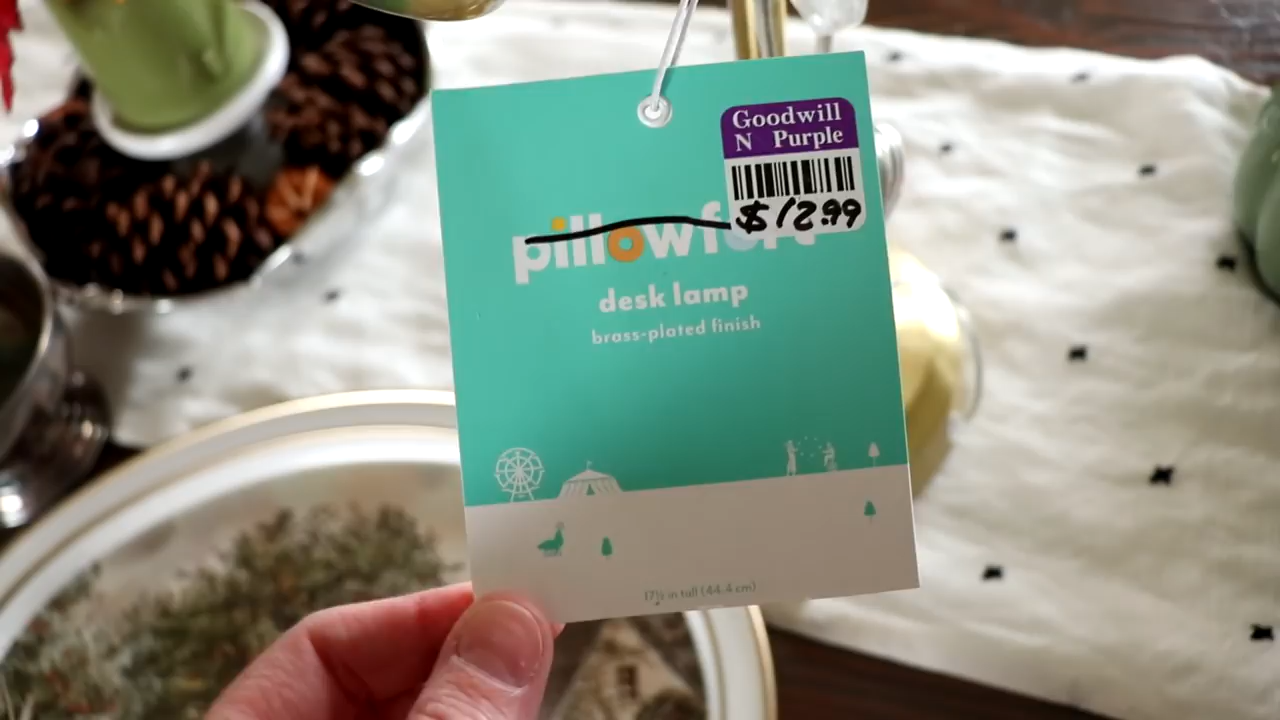 Goodwill
N Purple
$12.99
pillowfort
desk lamp
brass-plated finish
17½ in tall (44.4 cm)